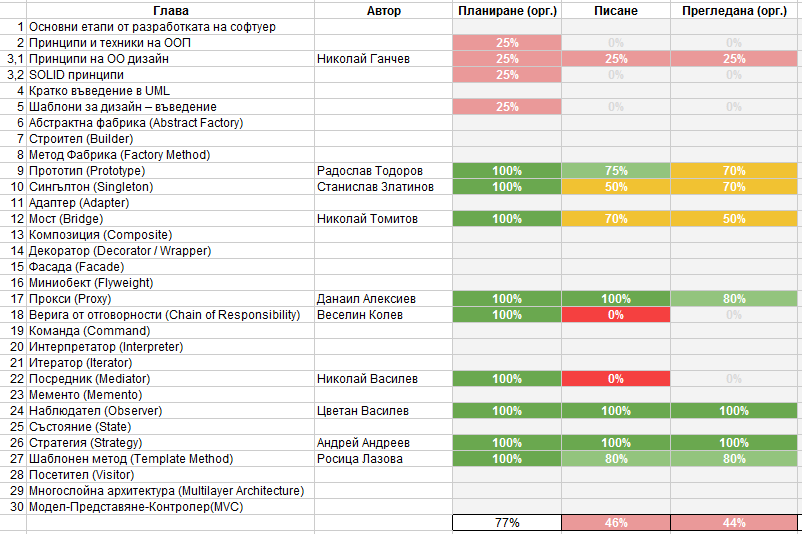 Глава Автор Планиране (орг.) Писане Прегледана (орг.)
1 Основни етапи от разработката на софтуер
2 Принципи и техники на ООП 25% 0% 0%
3,1 Принципи на ОО дизайн Николай Ганчев 25% 25% 25%
3,2 SOLID принципи 25% 0% 0%
4 Кратко въведение в UML
5 Шаблони за дизайн – въведение 25% 0% 0%
6 Абстрактна фабрика (Abstract Factory)
7 Строител (Builder)
8 Метод Фабрика (Factory Method)
9 Прототип (Prototype) Радослав Тодоров 100% 75% 70%
10 Сингълтон (Singleton) Станислав Златинов 100% 50% 70%
11 Адаптер (Adapter)
12 Мост (Bridge) Николай Томитов 100% 70% 50%
13 Композиция (Composite)
14 Декоратор (Decorator / Wrapper)
15 Фасада (Facade)
16 Миниобект (Flyweight)
17 Прокси (Proxy) Данаил Алексиев 100% 100% 80%
18 Верига от отговорности (Chain of Responsibility) Веселин Колев 100% 0% 0%
19 Команда (Command)
20 Интерпретатор (Interpreter)
21 Итератор (Iterator)
22 Посредник (Mediator) Николай Василев 100% 0% 0%
23 Мементо (Memento)
24 Наблюдател (Observer) Цветан Василев 100% 100% 100%
25 Състояние (State)
26 Стратегия (Strategy) Андрей Андреев 100% 100% 100%
27 Шаблонен метод (Template Method) Росица Лазова 100% 80% 80%
28 Посетител (Visitor)
29 Многослойна архитектура (Multilayer Architecture)
30 Модел-Представяне-Контролер(MVC)
77% 46% 44%